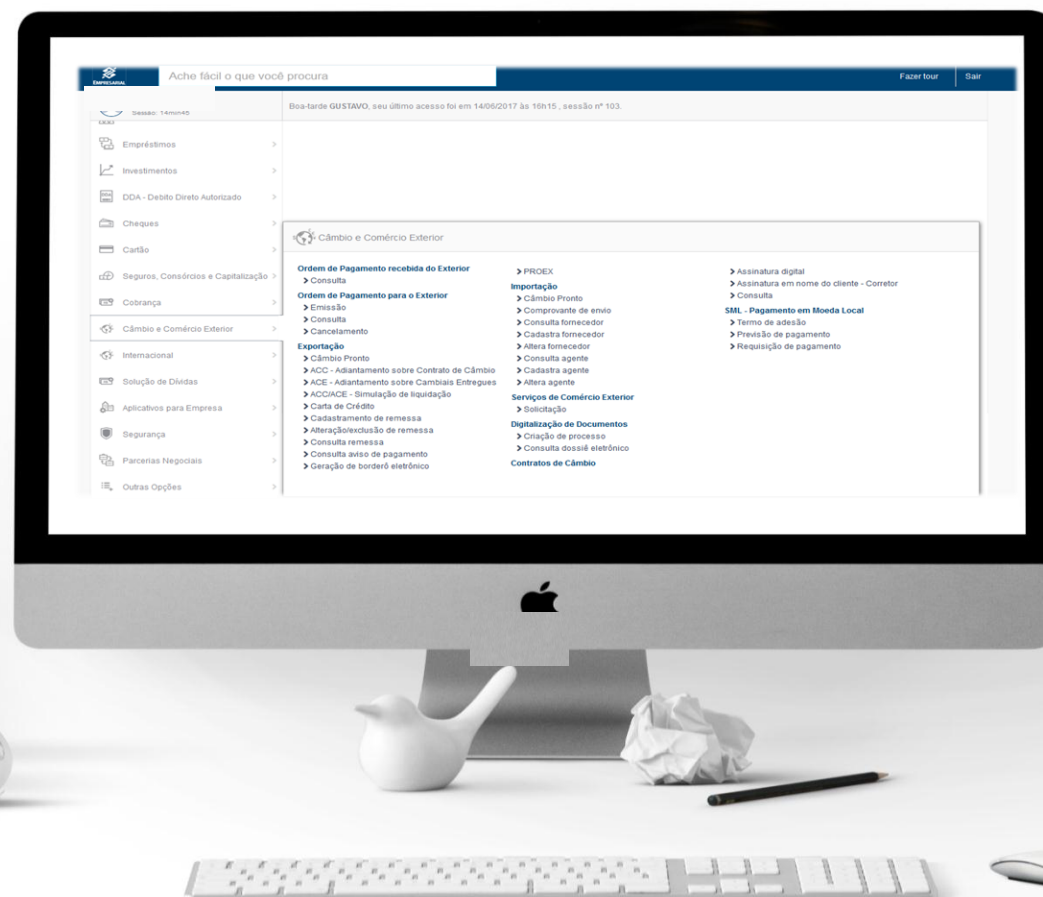 EMPRESARIAL
Ache fácil o que você procura
Fazer tour
Sair
Sessão: 14min45
Boa-tarde GUSTAVO, seu último acesso foi em 14/06/2017 às 16h15 , sessão nº 103.
Empréstimos
Investimentos
DDA - Debito Direto Autorizado
Cheques
Cartão
Seguros, Consórcios e Capitalização
Cobrança
Câmbio e Comércio Exterior
Internacional
Solução de Dívidas
Aplicativos para Empresa
Segurança
Parcerias Negociais
Outras Opções
Câmbio e Comércio Exterior
Ordem de Pagamento recebida do Exterior
Consulta
Ordem de Pagamento para o Exterior
Emissão
Consulta
Cancelamento
Exportação
Câmbio Pronto
ACC - Adiantamento sobre Contrato de Câmbio
ACE - Adiantamento sobre Cambiais Entregues
ACC/ACE - Simulação de liquidação
Carta de Crédito
Cadastramento de remessa
Alteração/exclusão de remessa
Consulta remessa
Consulta aviso de pagamento
Geração de borderô eletrônico
PROEX
Importação
Câmbio Pronto
Comprovante de envio
Consulta fornecedor
Cadastra fornecedor
Altera fornecedor
Consulta agente
Cadastra agente
Altera agente
Serviços de Comércio Exterior
Solicitação
Digitalização de Documentos
Criação de processo
Consulta dossiê eletrônico
Contratos de Câmbio
Assinatura digital
Assinatura em nome do cliente - Corretor
Consulta
SML - Pagamento em Moeda Local
Termo de adesão
Previsão de pagamento
Requisição de pagamento